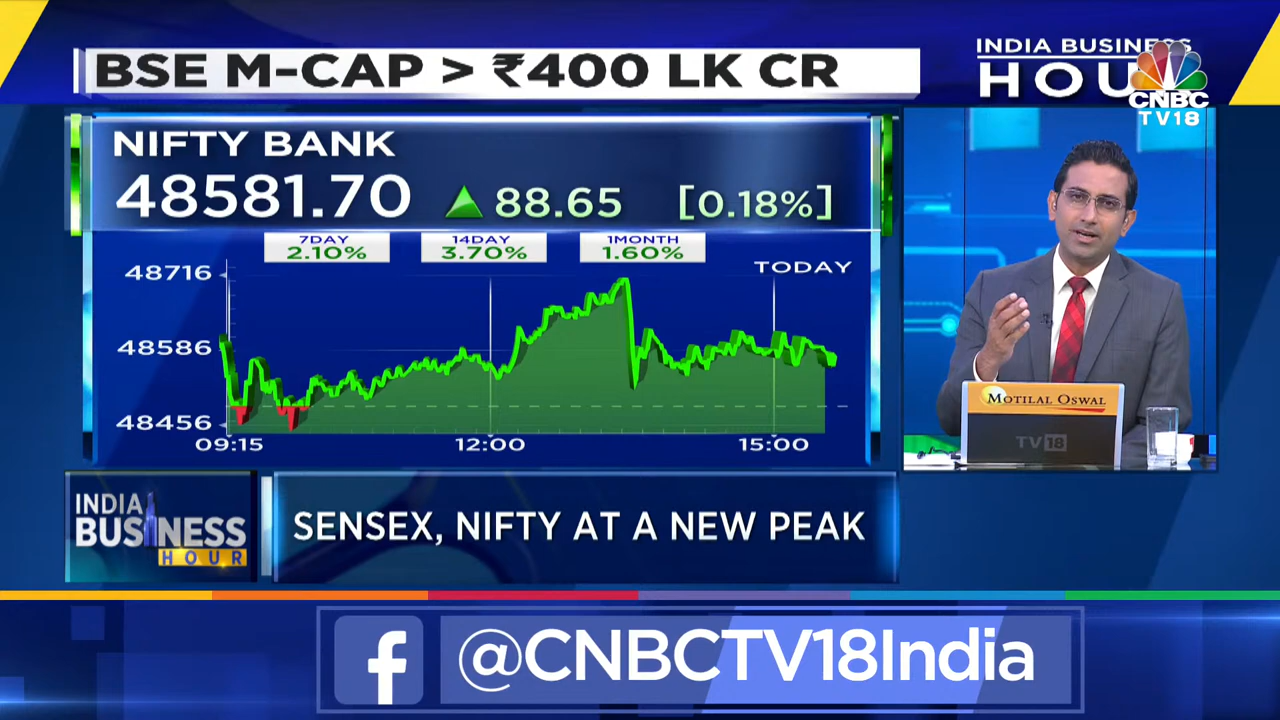 BSE M-CAP > ₹400 LK CR
INDIA BUSINESS
HOU
CNBC
TV18
NIFTY BANK
48581.70 ▲ 88.65 [0.18%]
7DAY
2.10%
14DAY
3.70%
1MONTH
1.60%
TODAY
48716
48586
48456
09:15 12:00 15:00
MOTILAL OSWAL
TV18
INDIA
BUSINESS
HOUR
SENSEX, NIFTY AT A NEW PEAK
f @CNBCTV18India